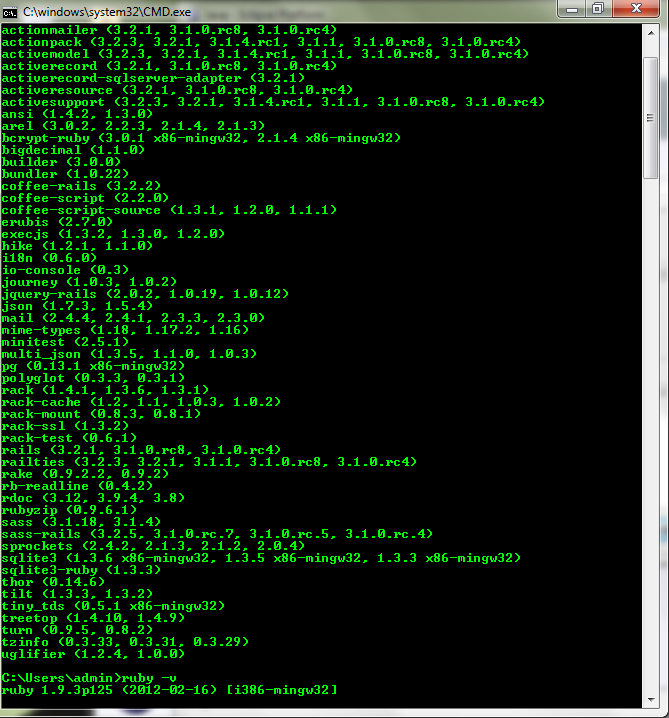 C:\windows\system32\CMD.exe
actionmailer (3.2.1, 3.1.0.rc8, 3.1.0.rc4)
actionpack (3.2.3, 3.2.1, 3.1.4.rc1, 3.1.1, 3.1.0.rc8, 3.1.0.rc4)
activemodel (3.2.3, 3.2.1, 3.1.4.rc1, 3.1.1, 3.1.0.rc8, 3.1.0.rc4)
activerecord (3.2.1, 3.1.0.rc8, 3.1.0.rc4)
activerecord-sqlserver-adapter (3.2.1)
activeresource (3.2.1, 3.1.0.rc8, 3.1.0.rc4)
activesupport (3.2.3, 3.2.1, 3.1.4.rc1, 3.1.1, 3.1.0.rc8, 3.1.0.rc4)
ansi (1.4.2, 1.3.0)
arel (3.0.2, 2.2.3, 2.1.4, 2.1.3)
bcrypt-ruby (3.0.1 x86-mingw32, 2.1.4 x86-mingw32)
bigdecimal (1.1.0)
builder (3.0.0)
bundler (1.0.22)
coffee-rails (3.2.2)
coffee-script (2.2.0)
coffee-script-source (1.3.1, 1.2.0, 1.1.1)
erubis (2.7.0)
execjs (1.3.2, 1.3.0, 1.2.0)
hike (1.2.1, 1.1.0)
i18n (0.6.0)
io-console (0.3)
journey (1.0.3, 1.0.2)
jquery-rails (2.0.2, 1.0.19, 1.0.12)
json (1.7.3, 1.5.4)
mail (2.4.4, 2.4.1, 2.3.3, 2.3.0)
mime-types (1.18, 1.17.2, 1.16)
minitest (2.5.1)
multi_json (1.3.5, 1.1.0, 1.0.3)
pg (0.13.1 x86-mingw32)
polyglot (0.3.3, 0.3.1)
rack (1.4.1, 1.3.6, 1.3.1)
rack-cache (1.2, 1.1, 1.0.3, 1.0.2)
rack-mount (0.8.3, 0.8.1)
rack-ssl (1.3.2)
rack-test (0.6.1)
rails (3.2.1, 3.1.0.rc8, 3.1.0.rc4)
railties (3.2.3, 3.2.1, 3.1.1, 3.1.0.rc8, 3.1.0.rc4)
rake (0.9.2.2, 0.9.2)
rb-readline (0.4.2)
rdoc (3.12, 3.9.4, 3.8)
rubyzip (0.9.6.1)
sass (3.1.18, 3.1.4)
sass-rails (3.2.5, 3.1.0.rc.7, 3.1.0.rc.5, 3.1.0.rc.4)
sprockets (2.4.2, 2.1.3, 2.1.2, 2.0.4)
sqlite3 (1.3.6 x86-mingw32, 1.3.5 x86-mingw32, 1.3.3 x86-mingw32)
sqlite3-ruby (1.3.3)
thor (0.14.6)
tilt (1.3.3, 1.3.2)
tiny_tds (0.5.1 x86-mingw32)
treetop (1.4.10, 1.4.9)
turn (0.9.5, 0.8.2)
tzinfo (0.3.33, 0.3.31, 0.3.29)
uglifier (1.2.4, 1.0.0)
C:\Users\admin>ruby -v
ruby 1.9.3p125 (2012-02-16) [i386-mingw32]